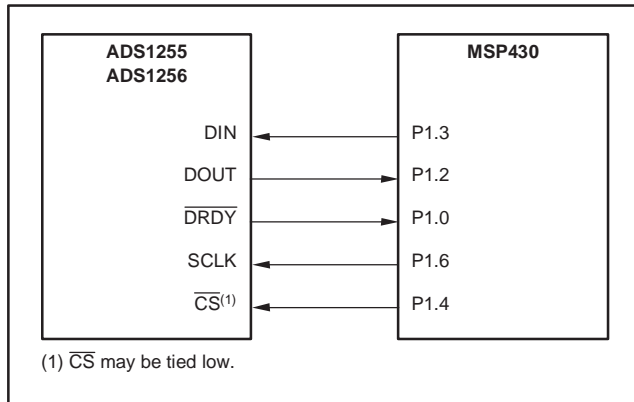 ADS1255
ADS1256
MSP430
DIN
P1.3
DOUT
P1.2
DRDY
P1.0
SCLK
P1.6
CS(1)
P1.4
(1) CS may be tied low.